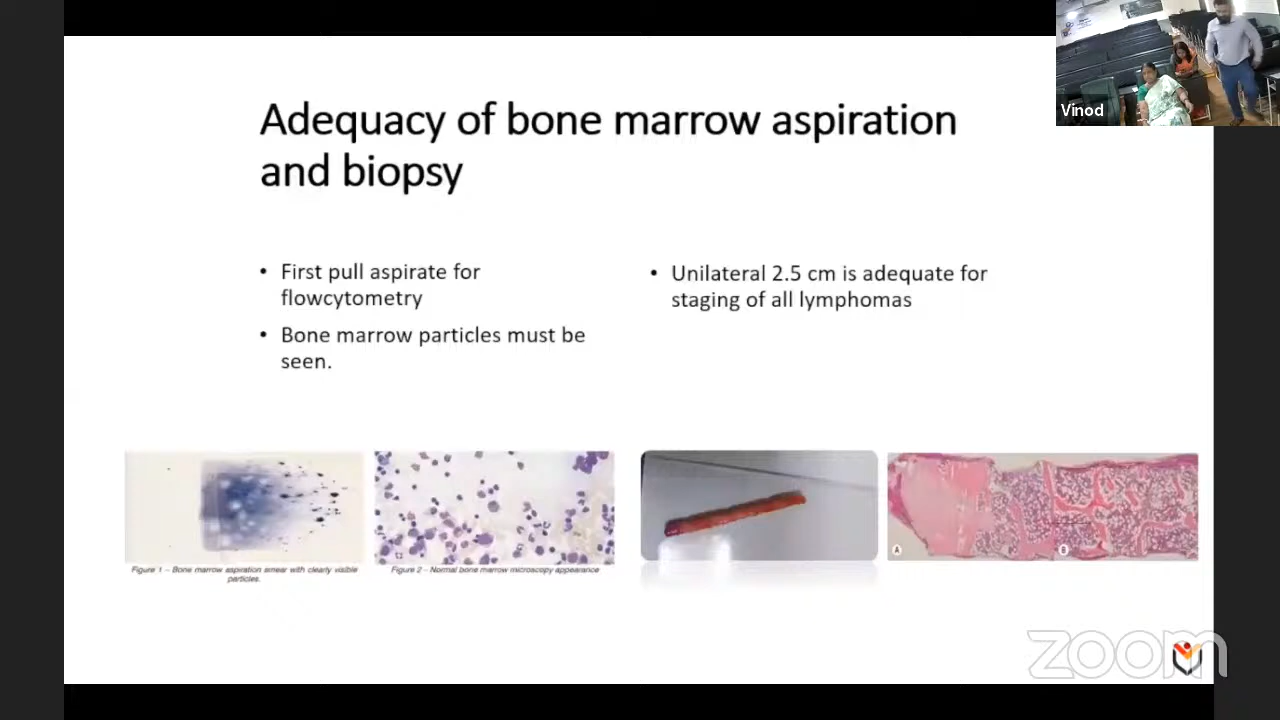 Vinod
Adequacy of bone marrow aspiration
and biopsy
• First pull aspirate for
flowcytometry
• Bone marrow particles must be
seen.
• Unilateral 2.5 cm is adequate for
staging of all lymphomas
Figure 1 – Bone marrow aspiration smear with clearly visible
particles.
Figure 2 – Normal bone marrow microscopy appearance
A
B
zoom